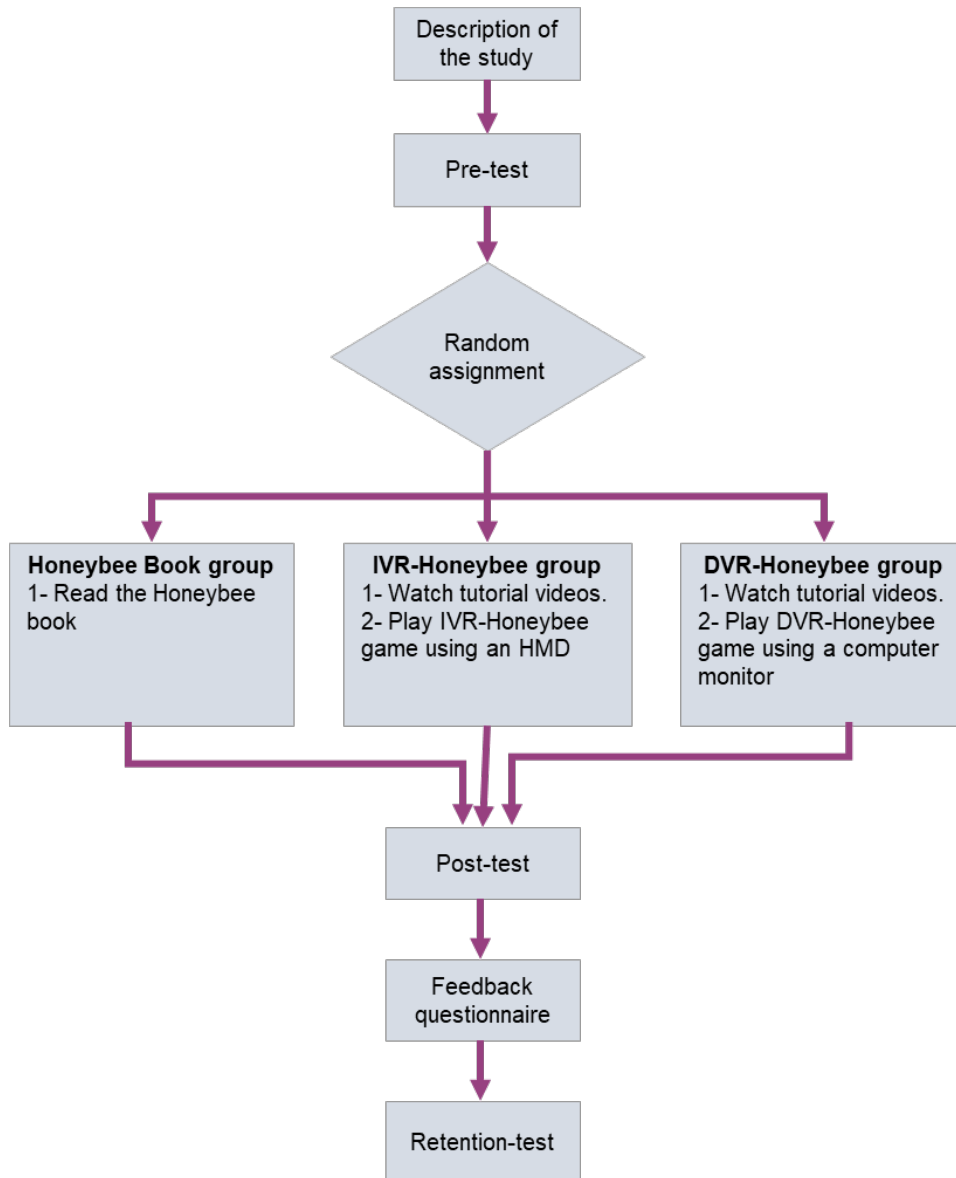 Description of
the study
Pre-test
Random
assignment
Honeybee Book group
1- Read the Honeybee
book
IVR-Honeybee group
1- Watch tutorial videos.
2- Play IVR-Honeybee
game using an HMD
DVR-Honeybee group
1- Watch tutorial videos.
2- Play DVR-Honeybee
game using a computer
monitor
Post-test
Feedback
questionnaire
Retention-test